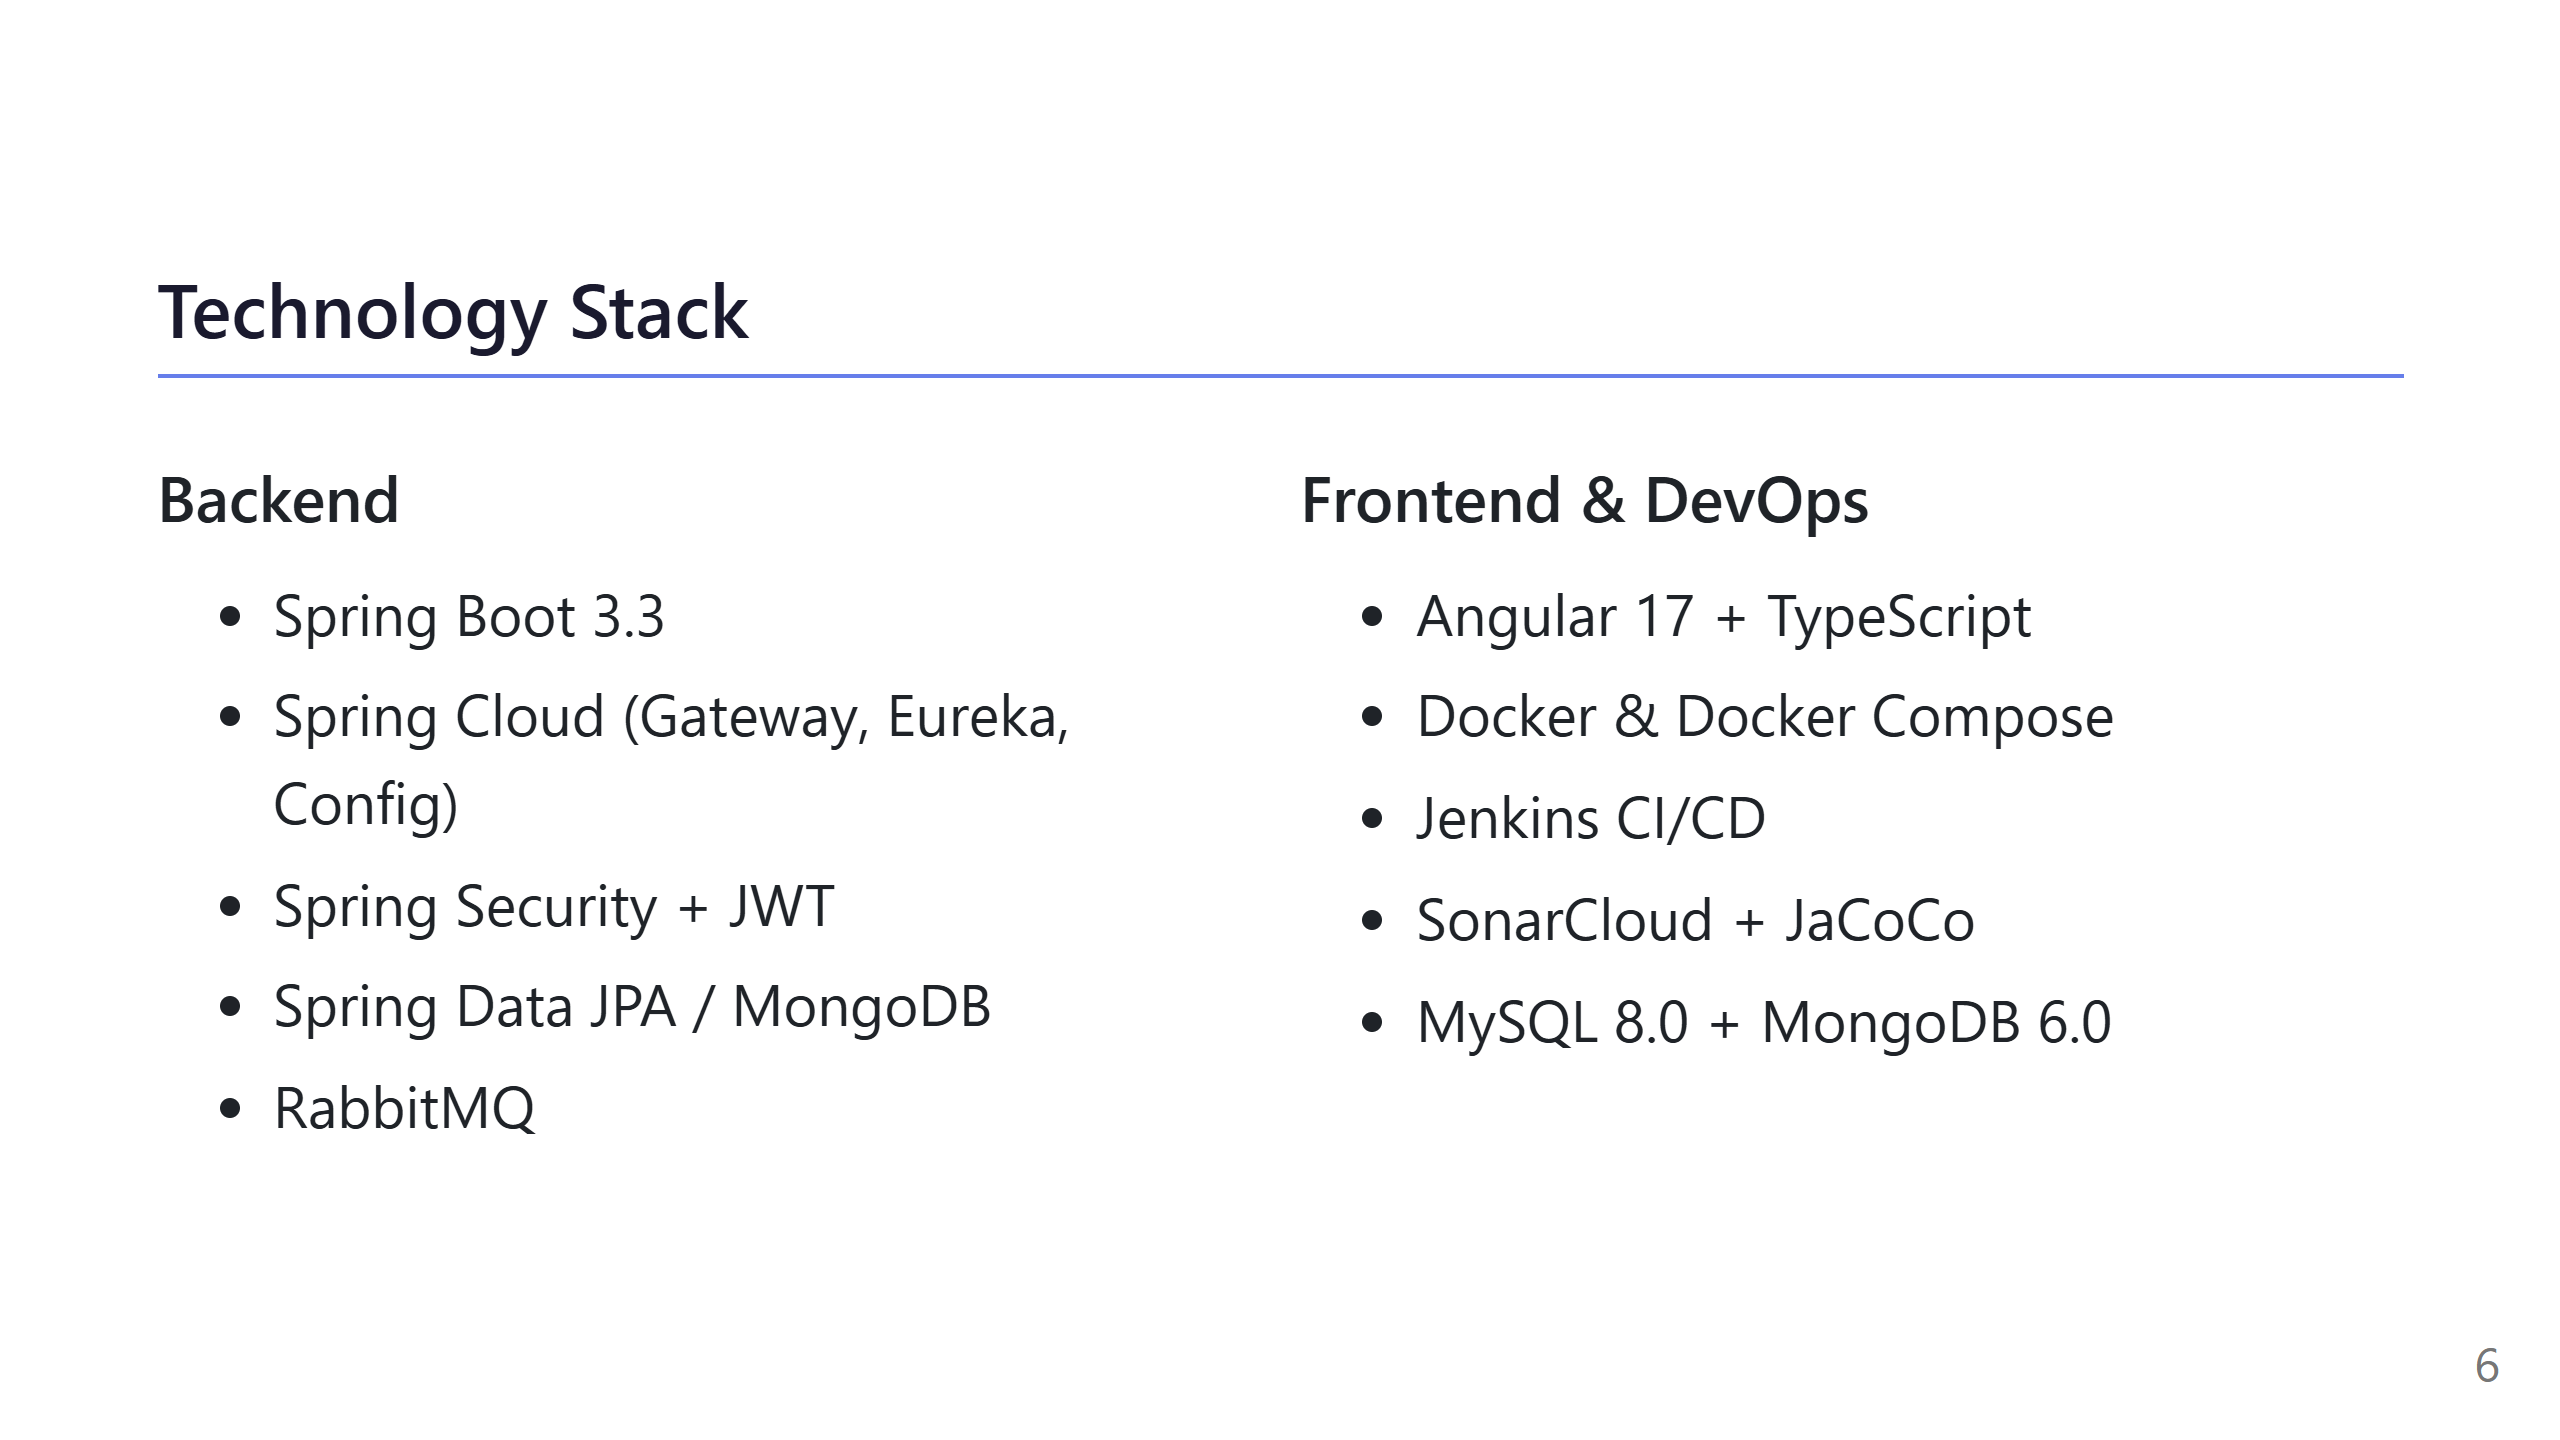 Technology Stack
Backend
Spring Boot 3.3
Spring Cloud (Gateway, Eureka,
Config)
Spring Security + JWT
Spring Data JPA / MongoDB
RabbitMQ
Frontend & DevOps
Angular 17 + TypeScript
Docker & Docker Compose
Jenkins CI/CD
SonarCloud + JaCoCo
MySQL 8.0 + MongoDB 6.0
6